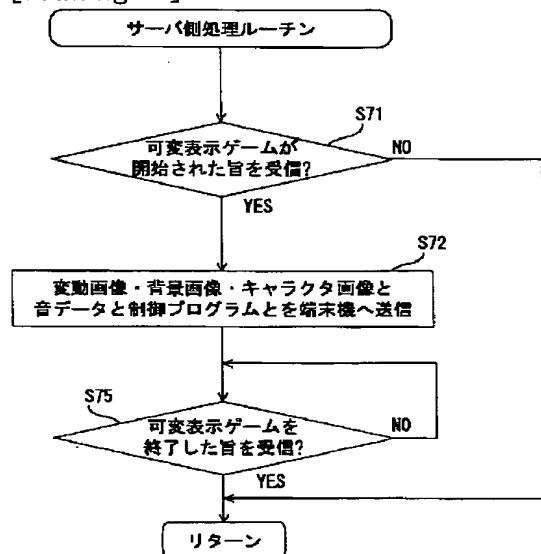 サーバ側処理ルーチン
S71
可変表示ゲームが
開始された旨を受信?
NO
YES
S72
変動画像・背景画像・キャラクタ画像と
音データと制御プログラムとを端末機へ送信
S75
可変表示ゲームを
終了した旨を受信?
NO
YES
リターン